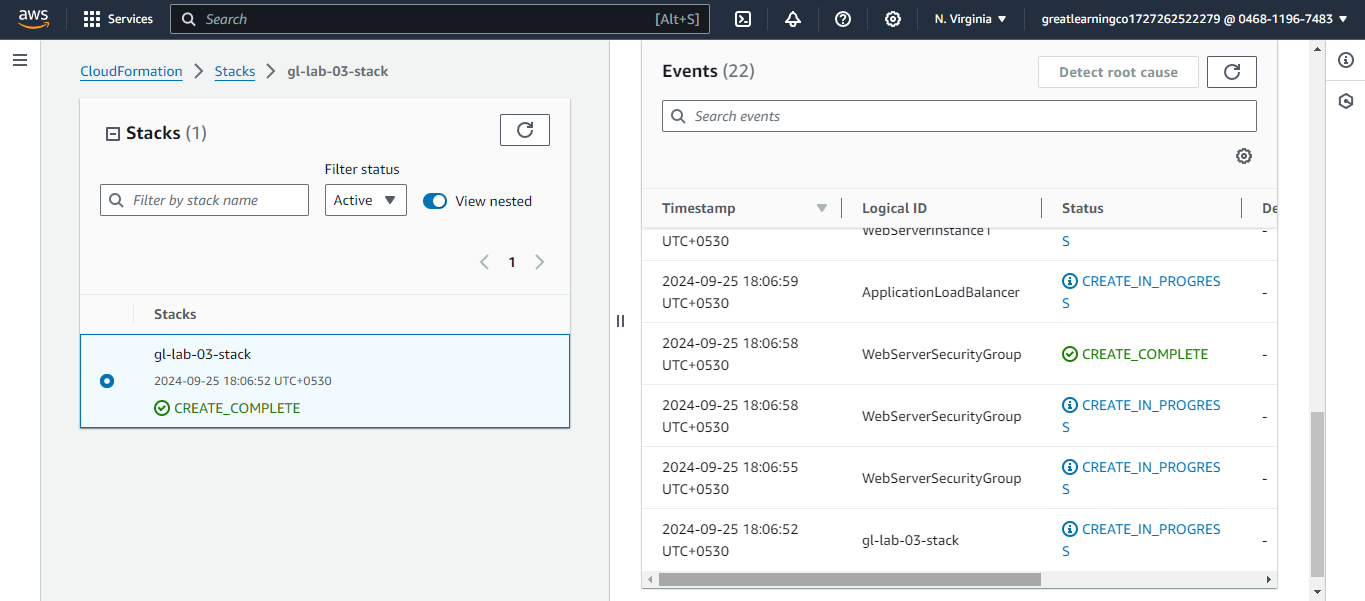 aws
Services
Search
[Alt+S]
N. Virginia
greatlearningco1727262522279 @ 0468-1196-7483
CloudFormation
Stacks
gl-lab-03-stack
Stacks (1)
Filter status
Filter by stack name
Active
View nested
1
Stacks
gl-lab-03-stack
2024-09-25 18:06:52 UTC+0530
CREATE_COMPLETE
Events (22)
Detect root cause
Search events
Timestamp
Logical ID
Status
De
UTC+0530
WebServerInstance1
S
-
2024-09-25 18:06:59
UTC+0530
ApplicationLoadBalancer
CREATE_IN_PROGRES
S
-
2024-09-25 18:06:58
UTC+0530
WebServerSecurityGroup
CREATE_COMPLETE
-
2024-09-25 18:06:58
UTC+0530
WebServerSecurityGroup
CREATE_IN_PROGRES
S
-
2024-09-25 18:06:55
UTC+0530
WebServerSecurityGroup
CREATE_IN_PROGRES
S
-
2024-09-25 18:06:52
UTC+0530
gl-lab-03-stack
CREATE_IN_PROGRES
S
-